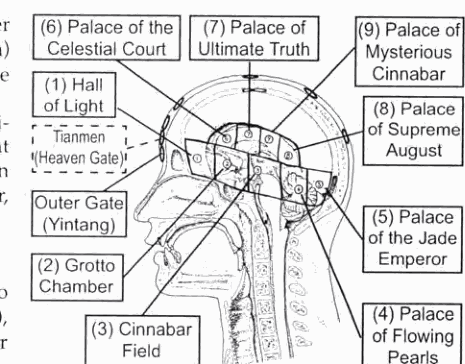 er
)
e
(6) Palace of the
Celestial Court
(7) Palace of
Ultimate Truth
(9) Palace of
Mysterious
Cinnabar
(1) Hall
of Light
i-
t
n
r,
Tianmen
(Heaven Gate)
(8) Palace
of Supreme
August
Outer Gate
(Yintang)
(5) Palace
of the Jade
Emperor
(2) Grotto
Chamber
o
),
r
(3) Cinnabar
Field
(4) Palace
of Flowing
Pearls